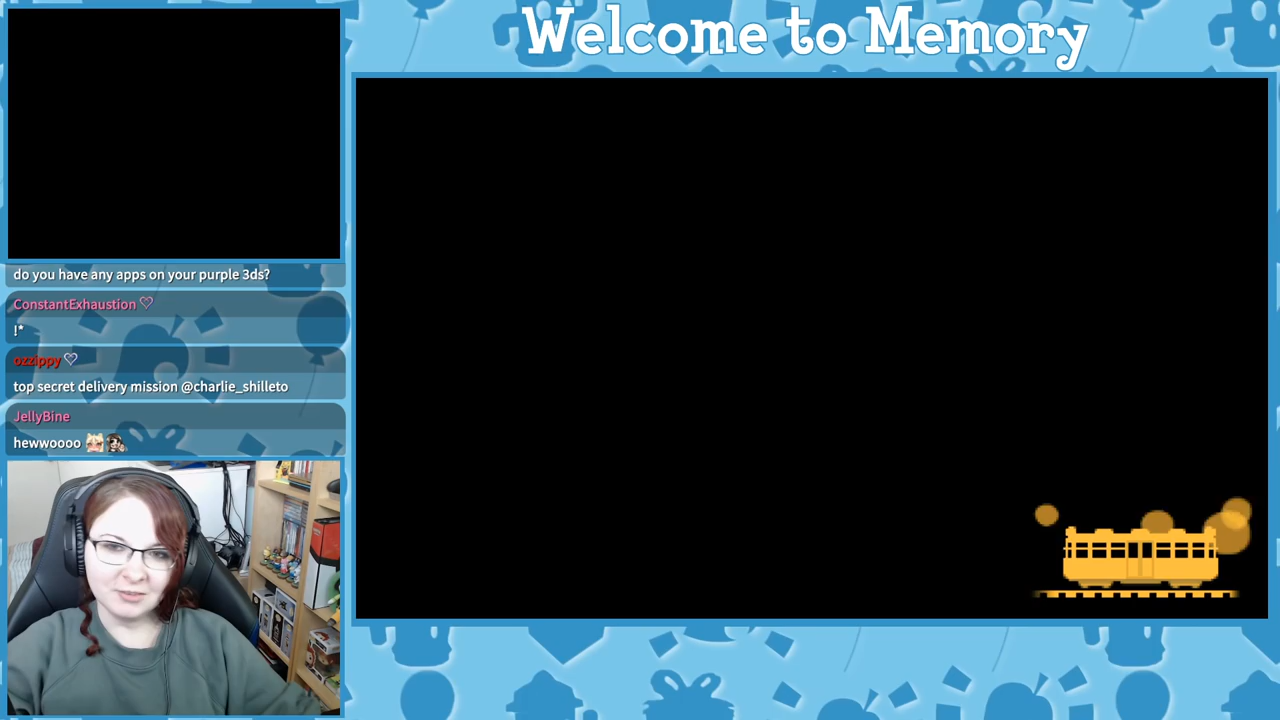 Welcome to Memory
do you have any apps on your purple 3ds?
ConstantExhaustion
!*
ozzippy
top secret delivery mission @charlie_shilleto
JellyBine
hewwoooo